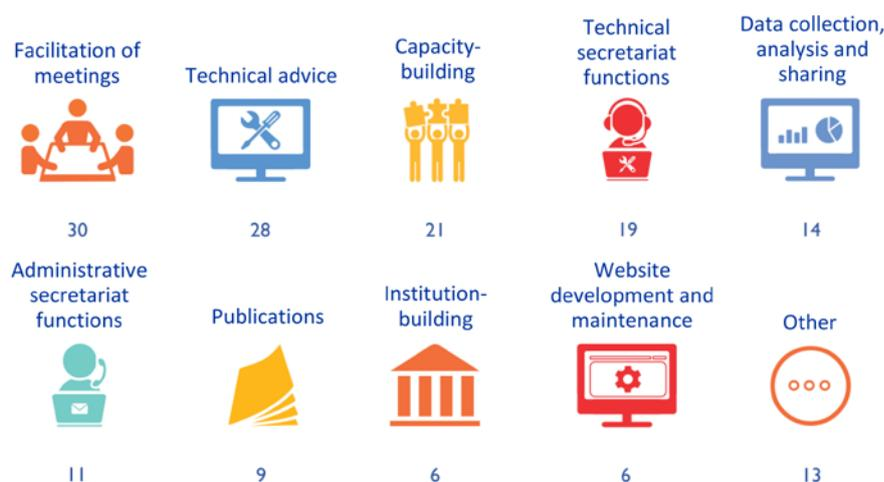 Facilitation of
meetings
Technical advice
Capacity-
building
Technical
secretariat
functions
Data collection,
analysis and
sharing
30
28
21
19
14
Administrative
secretariat
functions
Publications
Institution-
building
Website
development and
maintenance
Other
11
9
6
6
13